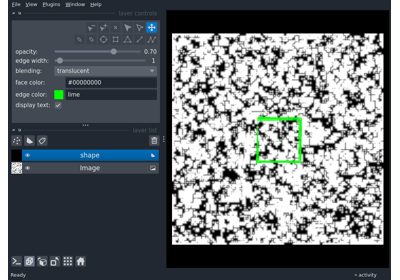 File View Plugins Window Help
layer controls
opacity: 0.70
edge width: 1
blending: translucent
face color: #00000000
edge color: lime
display text:
layer list
shape
Image
Ready activity